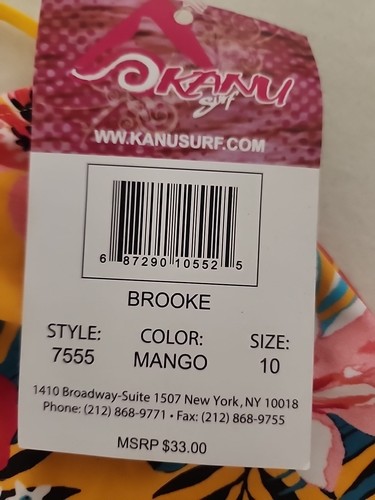 KANU
Surf
WW.KANUSURF.COM
6 87290 10552 5
BROOKE
STYLE: COLOR: SIZE:
7555 MANGO 10
1410 Broadway-Suite 1507 New York, NY 10018
Phone: (212) 868-9771 • Fax: (212) 868-9755
MSRP $33.00